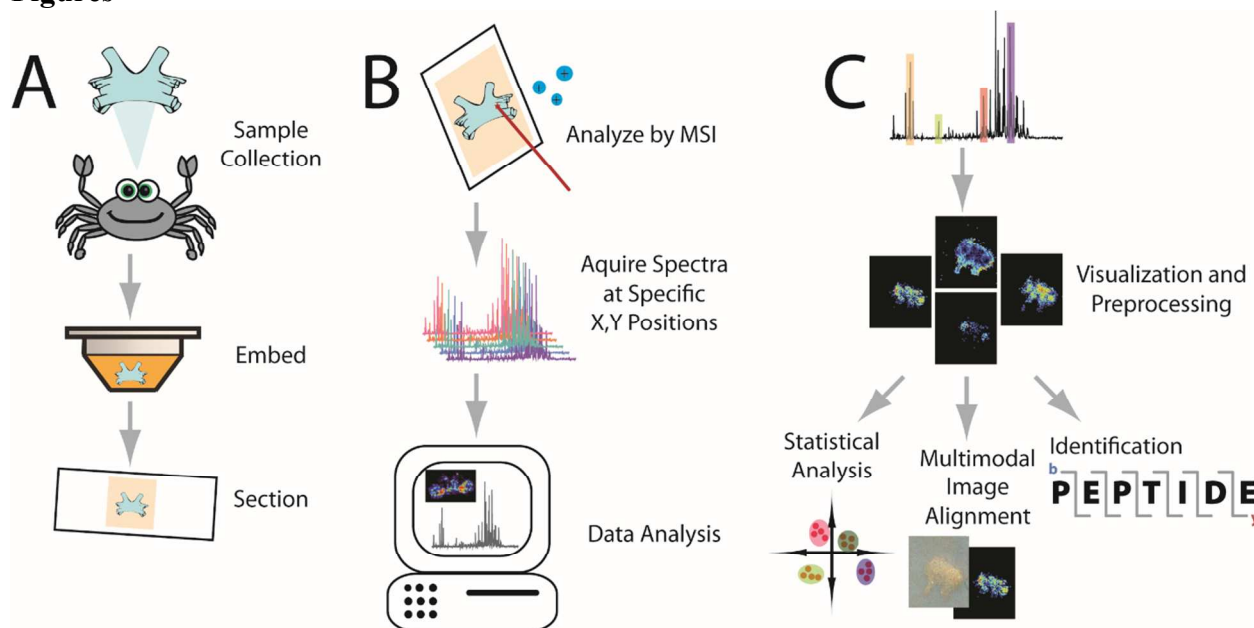 Figures
A
Sample
Collection
Embed
Section
B
+
+
Analyze by MSI
Aquire Spectra
at Specific
X,Y Positions
Data Analysis
C
Visualization and
Preprocessing
Statistical
Analysis
Multimodal
Image
Alignment
Identification
b
PEPTIDE
y